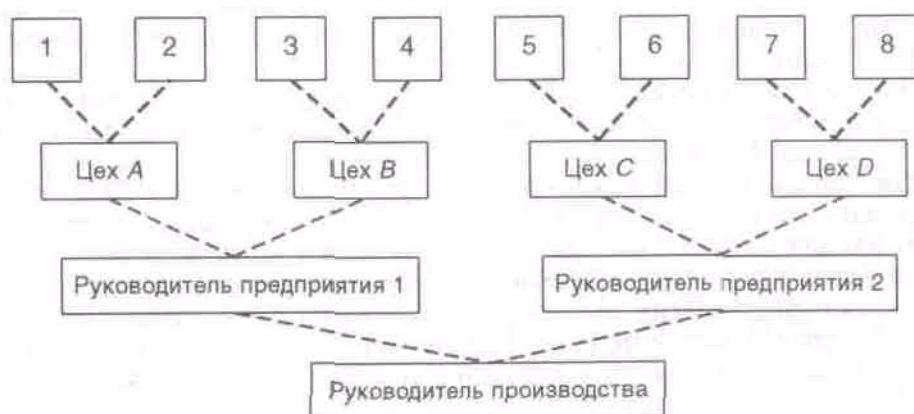 1 2 3 4 5 6 7 8
Цех A Цех B Цех C Цех D
Руководитель предприятия 1 Руководитель предприятия 2
Руководитель производства